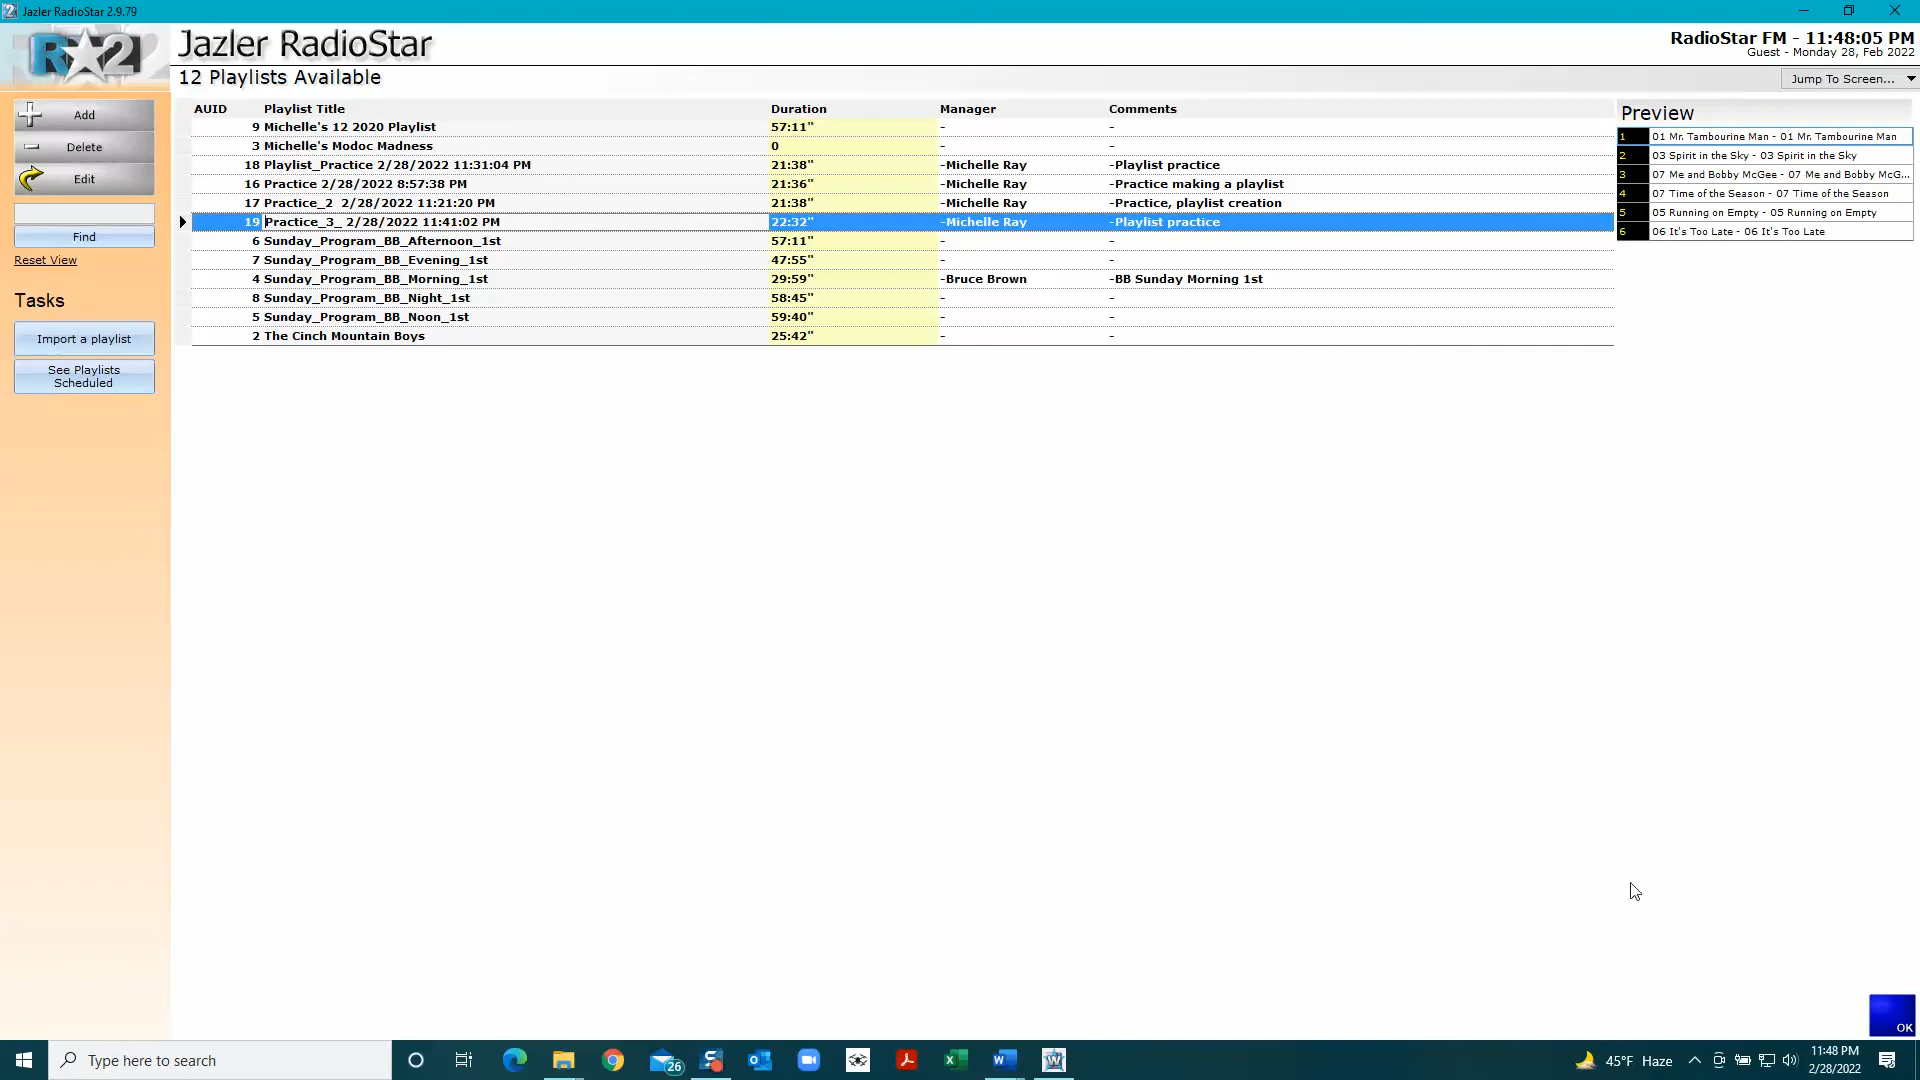 Jazler RadioStar 2.9.79
R★2
Jazler RadioStar
RadioStar FM - 11:48:05 PM
Guest - Monday 28, Feb 2022
12 Playlists Available
Jump To Screen...
Add
Delete
Edit
Find
Reset View
Tasks
Import a playlist
See Playlists
Scheduled
AUID Playlist Title Duration Manager Comments
9 Michelle's 12 2020 Playlist 57:11" - -
3 Michelle's Modoc Madness 0 - -
18 Playlist_Practice 2/28/2022 11:31:04 PM 21:38" -Michelle Ray -Playlist practice
16 Practice 2/28/2022 8:57:38 PM 21:36" -Michelle Ray -Practice making a playlist
17 Practice_2 2/28/2022 11:21:20 PM 21:38" -Michelle Ray -Practice, playlist creation
19 Practice_3_ 2/28/2022 11:41:02 PM 22:32" -Michelle Ray -Playlist practice
6 Sunday_Program_BB_Afternoon_1st 57:11" - -
7 Sunday_Program_BB_Evening_1st 47:55" - -
4 Sunday_Program_BB_Morning_1st 29:59" -Bruce Brown -BB Sunday Morning 1st
8 Sunday_Program_BB_Night_1st 58:45" - -
5 Sunday_Program_BB_Noon_1st 59:40" - -
2 The Cinch Mountain Boys 25:42" - -
Preview
1 01 Mr. Tambourine Man - 01 Mr. Tambourine Man
2 03 Spirit in the Sky - 03 Spirit in the Sky
3 07 Me and Bobby McGee - 07 Me and Bobby McG...
4 07 Time of the Season - 07 Time of the Season
5 05 Running on Empty - 05 Running on Empty
6 06 It's Too Late - 06 It's Too Late
OK
Type here to search
26
45°F Haze
11:48 PM
2/28/2022